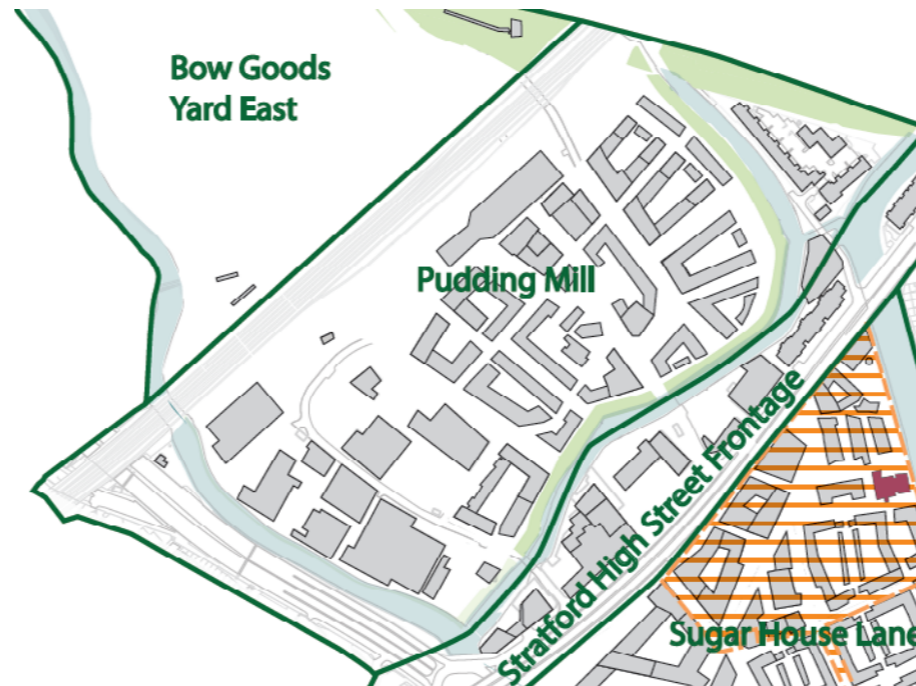 Bow Goods
Yard East
Pudding Mill
Stratford High Street Frontage
Sugar House Lane